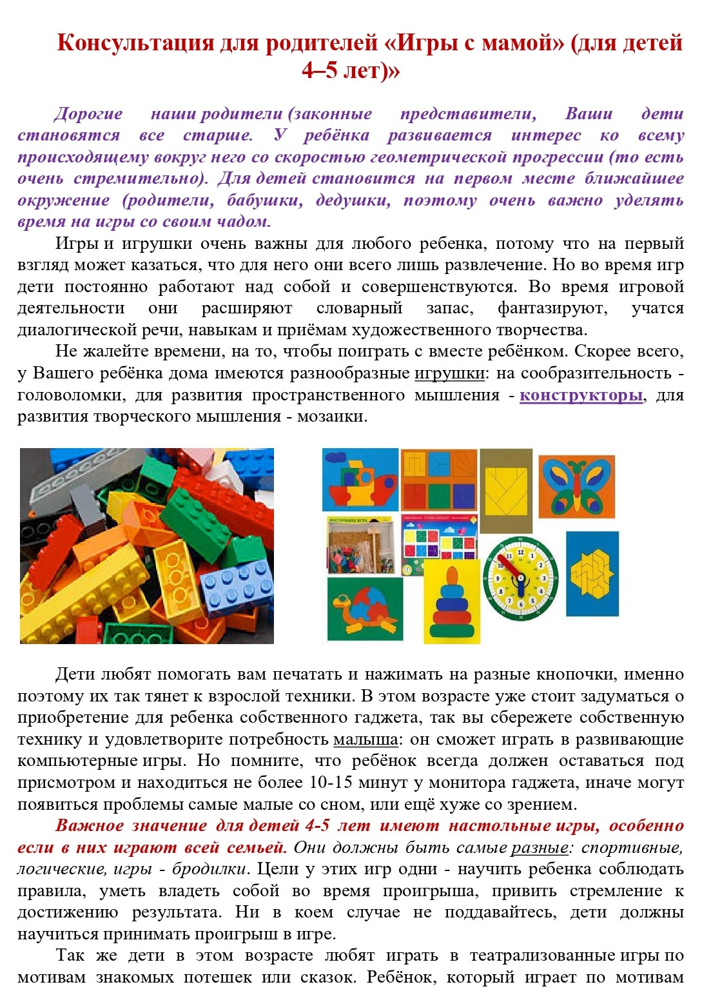 Консультация для родителей «Игры с мамой» (для детей
4–5 лет)»
Дорогие наши родители (законные представители, Ваши дети
становятся все старше. У ребёнка развивается интерес ко всему
происходящему вокруг него со скоростью геометрической прогрессии (то есть
очень стремительно). Для детей становится на первом месте ближайшее
окружение (родители, бабушки, дедушки, поэтому очень важно уделять
время на игры со своим чадом.
Игры и игрушки очень важны для любого ребенка, потому что на первый
взгляд может казаться, что для него они всего лишь развлечение. Но во время игр
дети постоянно работают над собой и совершенствуются. Во время игровой
деятельности они расширяют словарный запас, фантазируют, учатся
диалогической речи, навыкам и приёмам художественного творчества.
Не жалейте времени, на то, чтобы поиграть с вместе ребёнком. Скорее всего,
у Вашего ребёнка дома имеются разнообразные игрушки: на сообразительность -
головоломки, для развития пространственного мышления - конструкторы, для
развития творческого мышления - мозаики.
НАСТОЛЬНАЯ ИГРА
12
1
2
3
4
5
6
7
8
9
10
11
Дети любят помогать вам печатать и нажимать на разные кнопочки, именно
поэтому их так тянет к взрослой техники. В этом возрасте уже стоит задуматься о
приобретение для ребенка собственного гаджета, так вы сбережете собственную
технику и удовлетворите потребность малыша: он сможет играть в развивающие
компьютерные игры. Но помните, что ребёнок всегда должен оставаться под
присмотром и находиться не более 10-15 минут у монитора гаджета, иначе могут
появиться проблемы самые малые со сном, или ещё хуже со зрением.
Важное значение для детей 4-5 лет имеют настольные игры, особенно
если в них играют всей семьей. Они должны быть самые разные: спортивные,
логические, игры - бродилки. Цели у этих игр одни - научить ребенка соблюдать
правила, уметь владеть собой во время проигрыша, привить стремление к
достижению результата. Ни в коем случае не поддавайтесь, дети должны
научиться принимать проигрыш в игре.
Так же дети в этом возрасте любят играть в театрализованные игры по
мотивам знакомых потешек или сказок. Ребёнок, который играет по мотивам